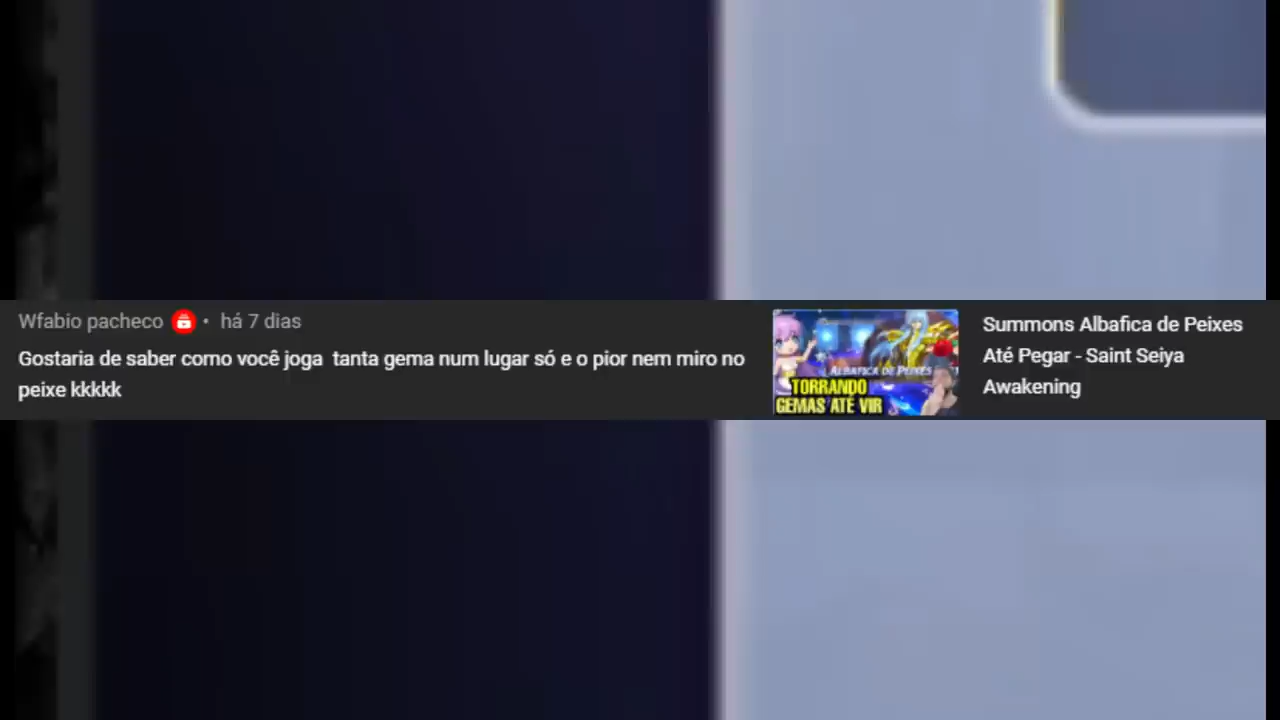 Wfabio pacheco • há 7 dias
Gostaria de saber como você joga tanta gema num lugar só e o pior nem miro no
peixe kkkkk
ALBAFICA DE PEIXES
TORRANDO
GEMAS ATÉ VIR
Summons Albafica de Peixes
Até Pegar - Saint Seiya
Awakening